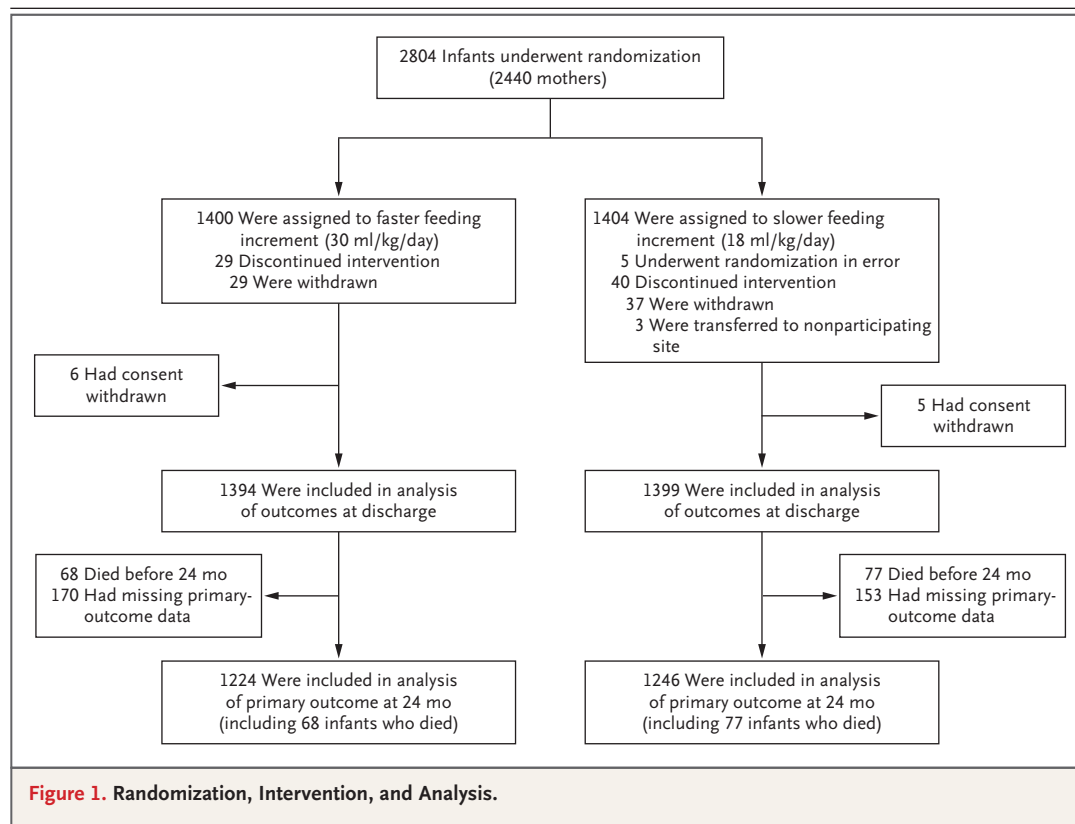 2804 Infants underwent randomization
(2440 mothers)
1400 Were assigned to faster feeding
increment (30 ml/kg/day)
29 Discontinued intervention
29 Were withdrawn
1404 Were assigned to slower feeding
increment (18 ml/kg/day)
5 Underwent randomization in error
40 Discontinued intervention
37 Were withdrawn
3 Were transferred to nonparticipating
site
6 Had consent
withdrawn
5 Had consent
withdrawn
1394 Were included in analysis
of outcomes at discharge
1399 Were included in analysis
of outcomes at discharge
68 Died before 24 mo
170 Had missing primary-
outcome data
77 Died before 24 mo
153 Had missing primary-
outcome data
1224 Were included in analysis
of primary outcome at 24 mo
(including 68 infants who died)
1246 Were included in analysis
of primary outcome at 24 mo
(including 77 infants who died)
Figure 1. Randomization, Intervention, and Analysis.